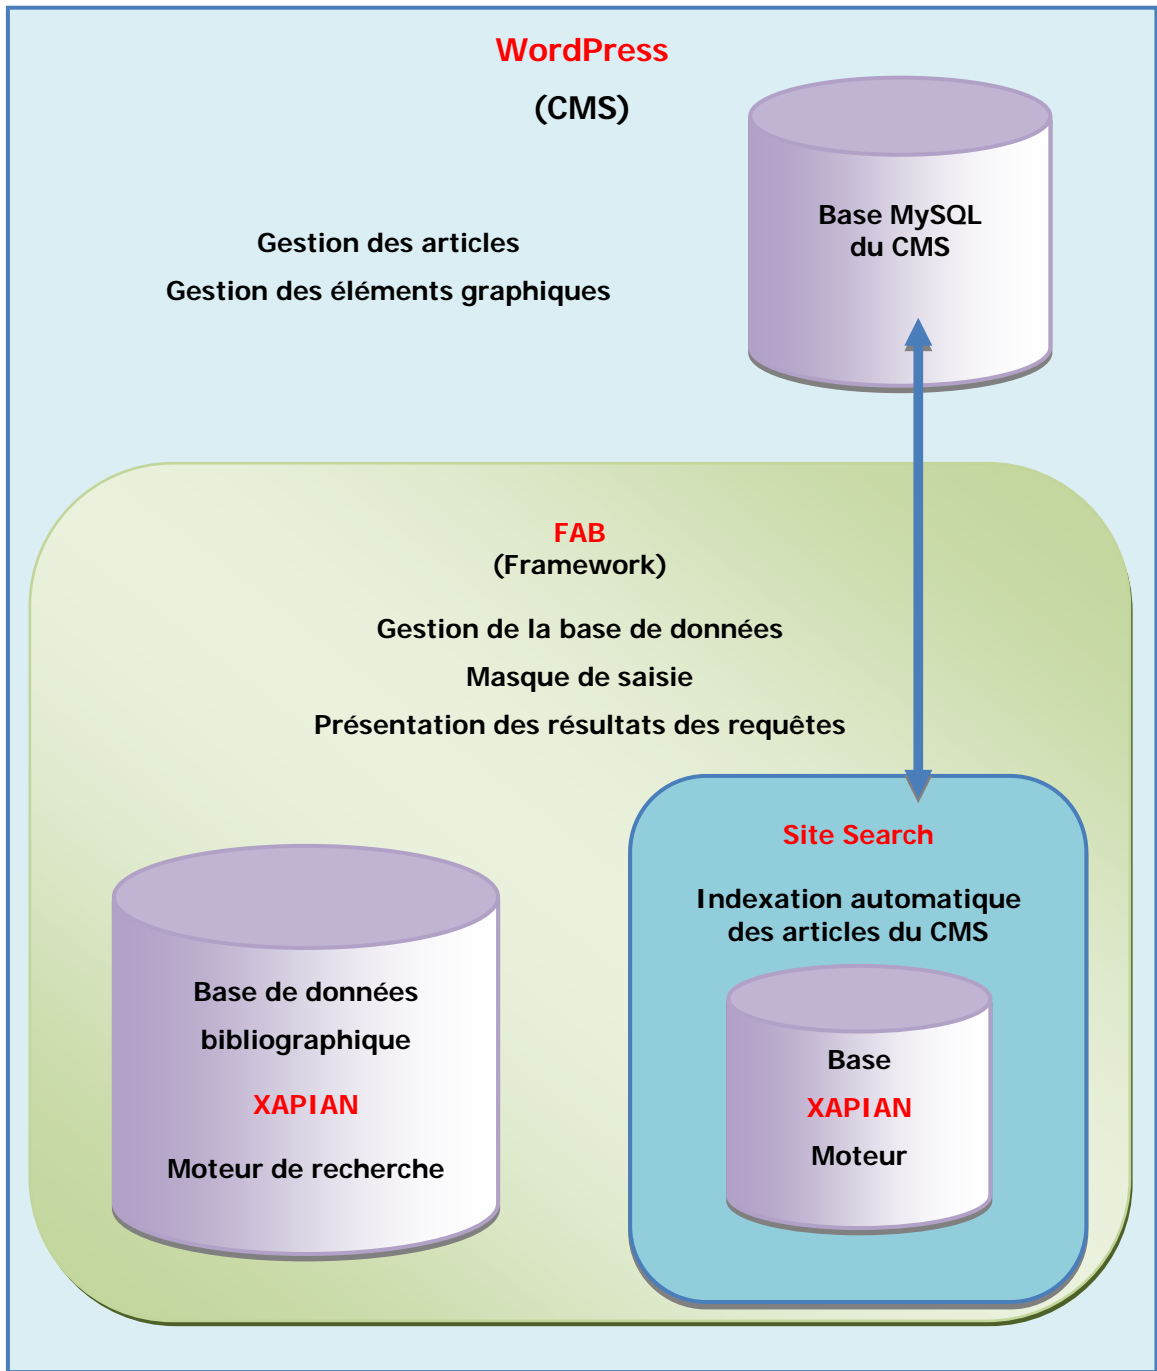 WordPress
(CMS)
Base MySQL
du CMS
Gestion des articles
Gestion des éléments graphiques
FAB
(Framework)
Gestion de la base de données
Masque de saisie
Présentation des résultats des requêtes
Site Search
Indexation automatique
des articles du CMS
Base de données
bibliographique
XAPIAN
Moteur de recherche
Base
XAPIAN
Moteur